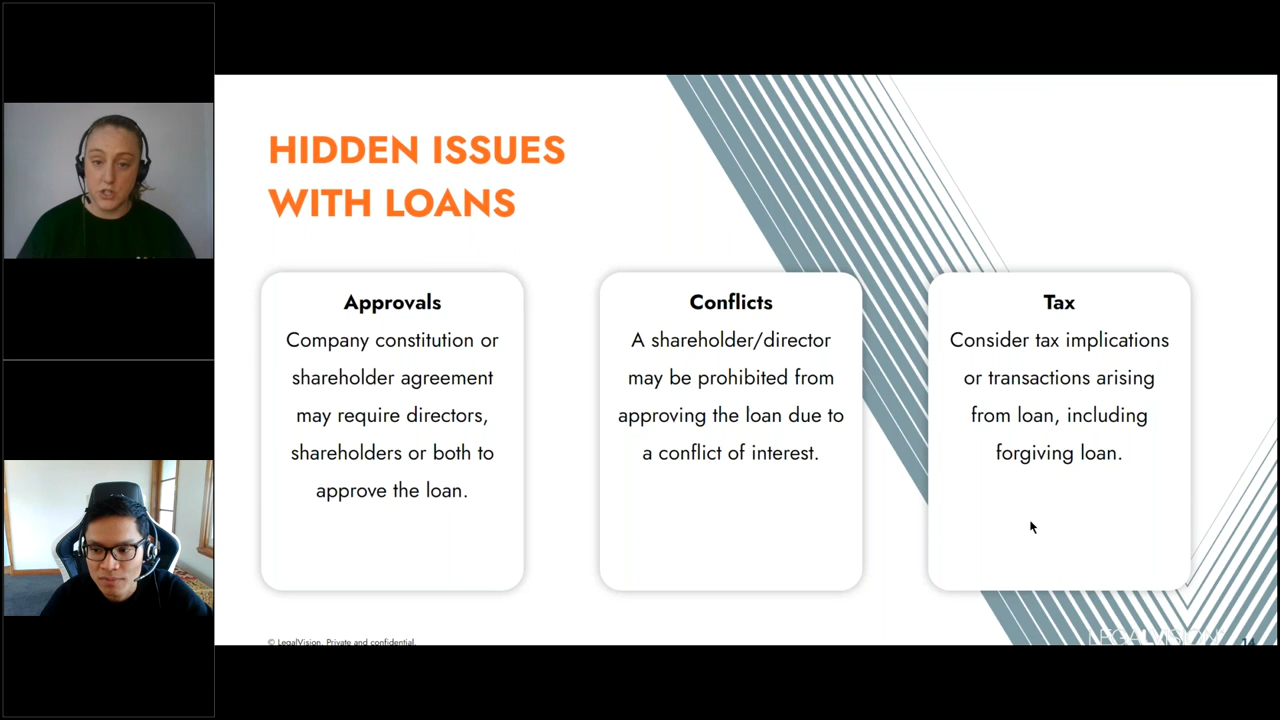 HIDDEN ISSUES
WITH LOANS
Approvals
Company constitution or
shareholder agreement
may require directors,
shareholders or both to
approve the loan.
Conflicts
A shareholder/director
may be prohibited from
approving the loan due to
a conflict of interest.
Tax
Consider tax implications
or transactions arising
from loan, including
forgiving loan.
© LegalVision. Private and confidential.
LEGALVISION
14